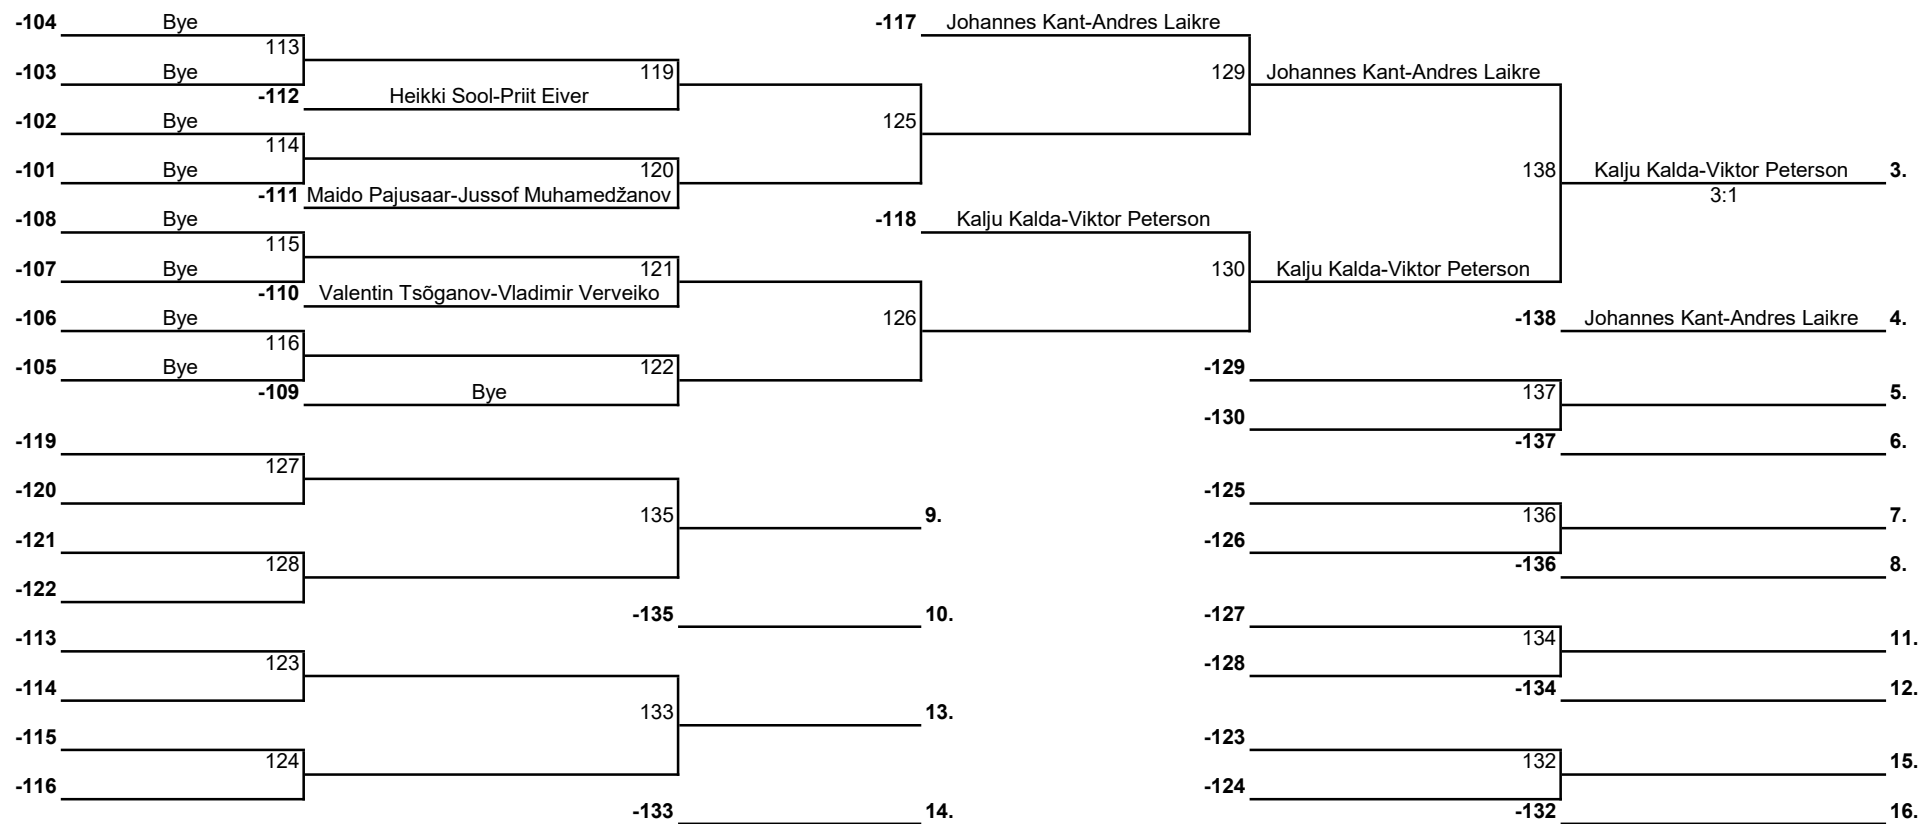 -104 Bye -117 Johannes Kant-Andres Laikre
113
-103 Bye 119 129 Johannes Kant-Andres Laikre
-112 Heikki Sool-Priit Eiver
-102 Bye 125
114
-101 Bye 120 138 Kalju Kalda-Viktor Peterson 3.
-111 Maido Pajusaar-Jussof Muhamedžanov 3:1
-108 Bye -118 Kalju Kalda-Viktor Peterson
115
-107 Bye 121 130 Kalju Kalda-Viktor Peterson
-110 Valentin Tsõganov-Vladimir Verveiko
-106 Bye 126 -138 Johannes Kant-Andres Laikre 4.
116
-105 Bye 122 -129
-109 Bye 137 5.
-130
-119 -137 6.
127
-120 -125
135 9. 136 7.
-121 -126
128 -136 8.
-122
-135 10. -127
-113 134 11.
123
-114 -128
-134 12.
133 13.
-115 -123
124 132 15.
-116 -124
-133 14. -132 16.